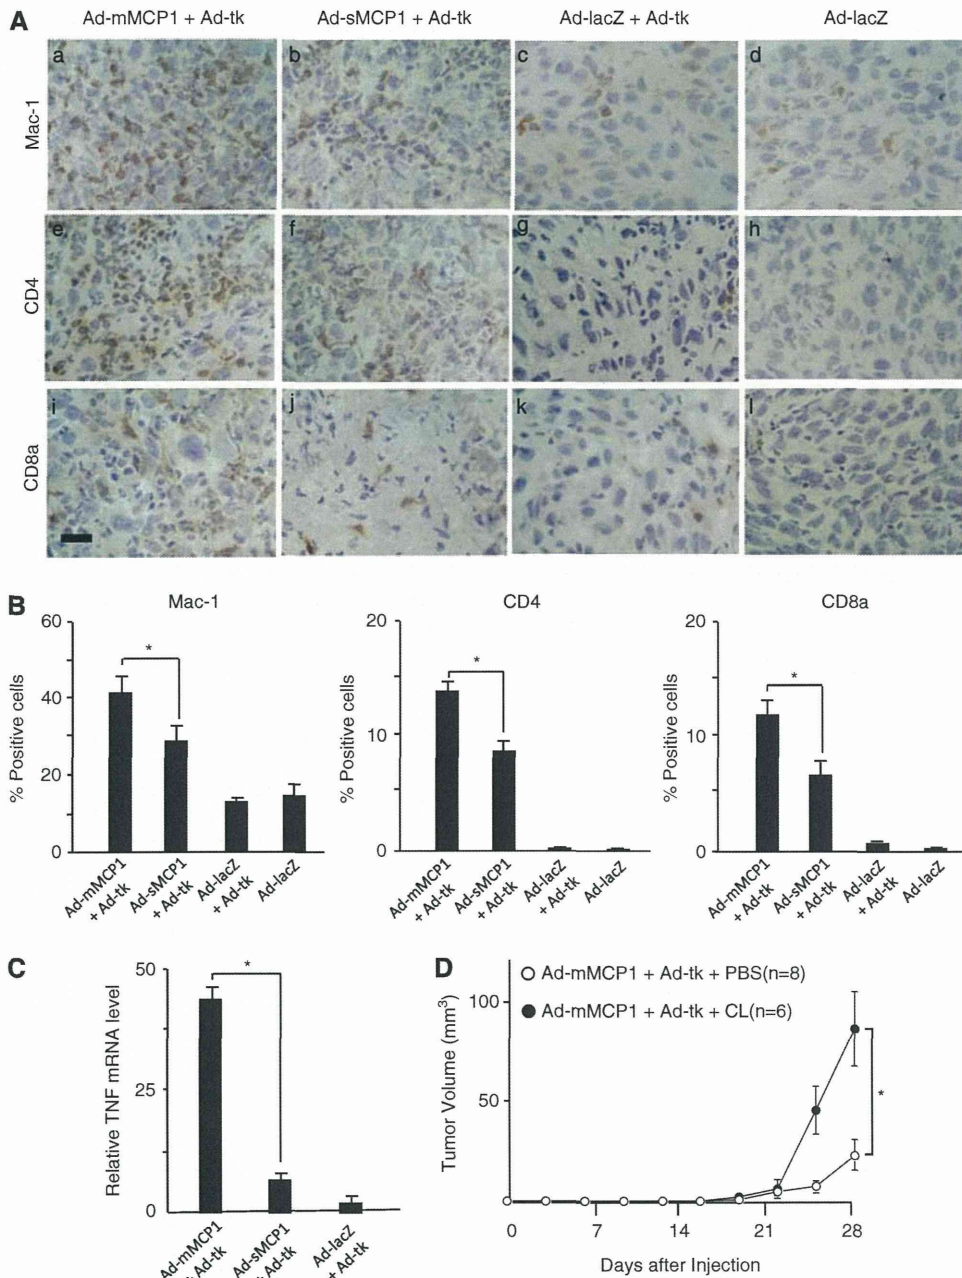 A
Ad-mMCP1 + Ad-tk
Ad-sMCP1 + Ad-tk
Ad-lacZ + Ad-tk
Ad-lacZ
Mac-1
a
b
c
d
CD4
e
f
g
h
CD8a
i
j
k
l
B
Mac-1
% Positive cells
60
40
20
0
*
Ad-mMCP1
+ Ad-tk
Ad-sMCP1
+ Ad-tk
Ad-lacZ
+ Ad-tk
Ad-lacZ
CD4
% Positive cells
20
10
0
*
Ad-mMCP1
+ Ad-tk
Ad-sMCP1
+ Ad-tk
Ad-lacZ
+ Ad-tk
Ad-lacZ
CD8a
% Positive cells
20
10
0
*
Ad-mMCP1
+ Ad-tk
Ad-sMCP1
+ Ad-tk
Ad-lacZ
+ Ad-tk
Ad-lacZ
C
Relative TNF mRNA level
50
25
0
*
Ad-mMCP1
+ Ad-tk
Ad-sMCP1
+ Ad-tk
Ad-lacZ
+ Ad-tk
D
Ad-mMCP1 + Ad-tk + PBS(n=8)
Ad-mMCP1 + Ad-tk + CL(n=6)
Tumor Volume (mm³)
100
50
*
0 7 14 21 28
Days after Injection